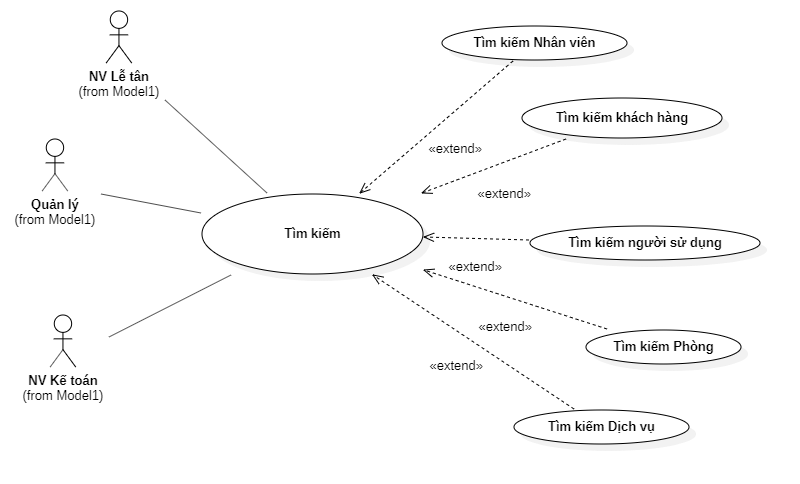 NV Lễ tân
(from Model1)
Quản lý
(from Model1)
NV Kế toán
(from Model1)
Tìm kiếm
Tìm kiếm Nhân viên
«extend»
Tìm kiếm khách hàng
«extend»
Tìm kiếm người sử dụng
«extend»
Tìm kiếm Phòng
«extend»
Tìm kiếm Dịch vụ
«extend»